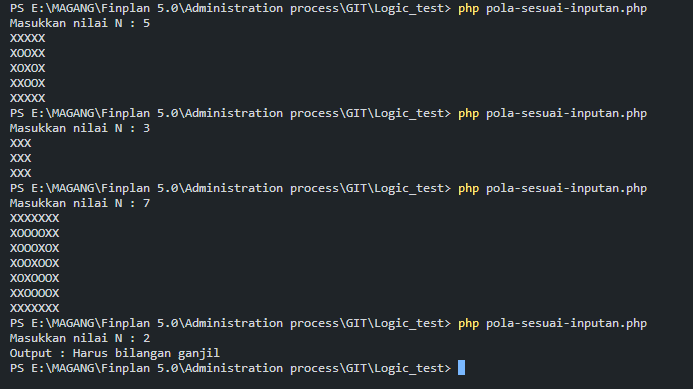 PS E:\MAGANG\Finplan 5.0\Administration process\GIT\Logic_test> php pola-sesuai-inputan.php
Masukkan nilai N : 5
XXXXX
XOOXX
XOXOX
XXOOX
XXXXX
PS E:\MAGANG\Finplan 5.0\Administration process\GIT\Logic_test> php pola-sesuai-inputan.php
Masukkan nilai N : 3
XXX
XXX
XXX
PS E:\MAGANG\Finplan 5.0\Administration process\GIT\Logic_test> php pola-sesuai-inputan.php
Masukkan nilai N : 7
XXXXXXX
XOOOOXX
XOOOXOX
XOOXOOX
XOXOOOX
XXOOOOX
XXXXXXX
PS E:\MAGANG\Finplan 5.0\Administration process\GIT\Logic_test> php pola-sesuai-inputan.php
Masukkan nilai N : 2
Output : Harus bilangan ganjil
PS E:\MAGANG\Finplan 5.0\Administration process\GIT\Logic_test>